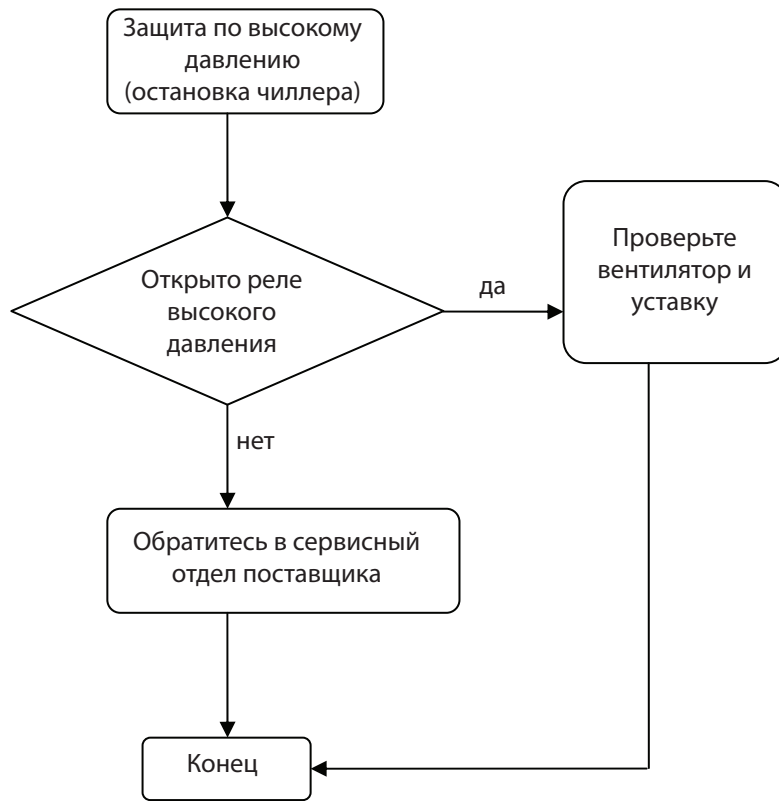 Защита по высокому
давлению
(остановка чиллера)
Открыто реле
высокого
давления
да
Проверьте
вентилятор и
уставку
нет
Обратитесь в сервисный
отдел поставщика
Конец